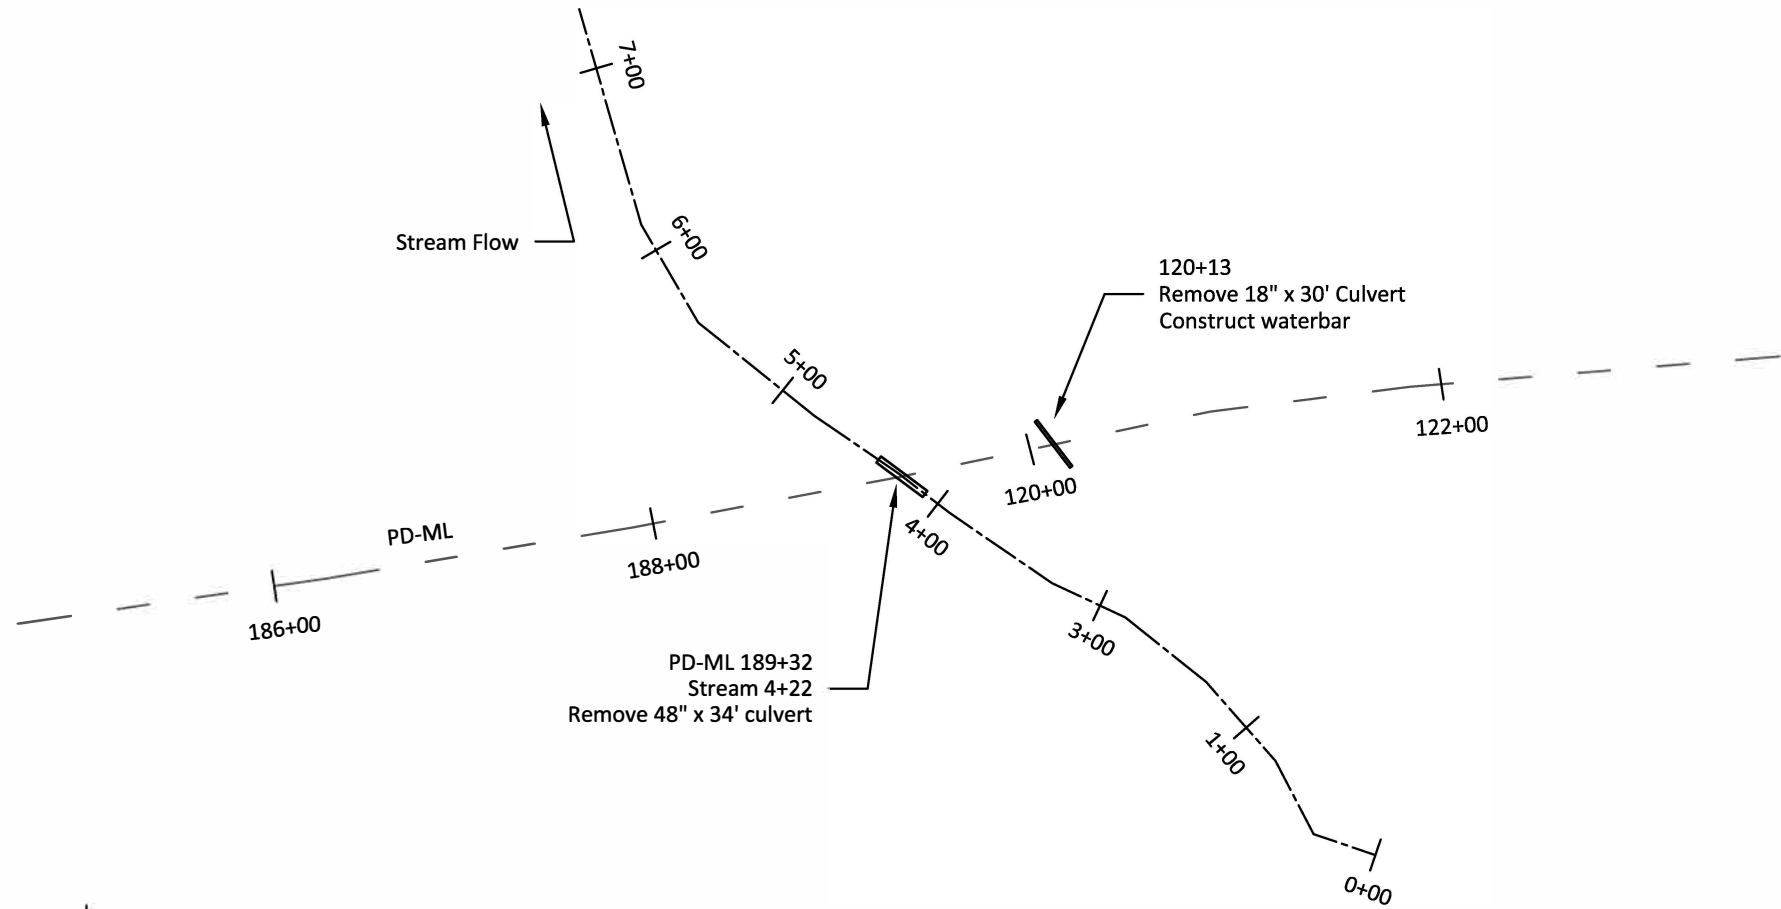 7+00
6+00
Stream Flow
120+13
Remove 18" x 30' Culvert
Construct waterbar
5+00
122+00
120+00
4+00
PD-ML
188+00
186+00
3+00
PD-ML 189+32
Stream 4+22
Remove 48" x 34' culvert
1+00
0+00